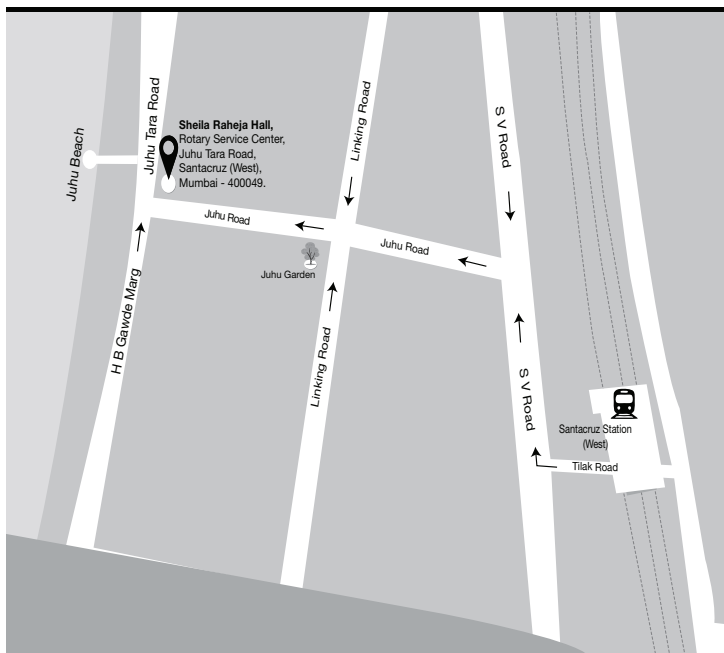 Juhu Beach
Juhu Tara Road
Sheila Raheja Hall,
Rotary Service Center,
Juhu Tara Road,
Santacruz (West),
Mumbai - 400049.
Linking Road
S V Road
Juhu Road
Juhu Road
Juhu Garden
H B Gawde Marg
Linking Road
S V Road
Santacruz Station
(West)
Tilak Road